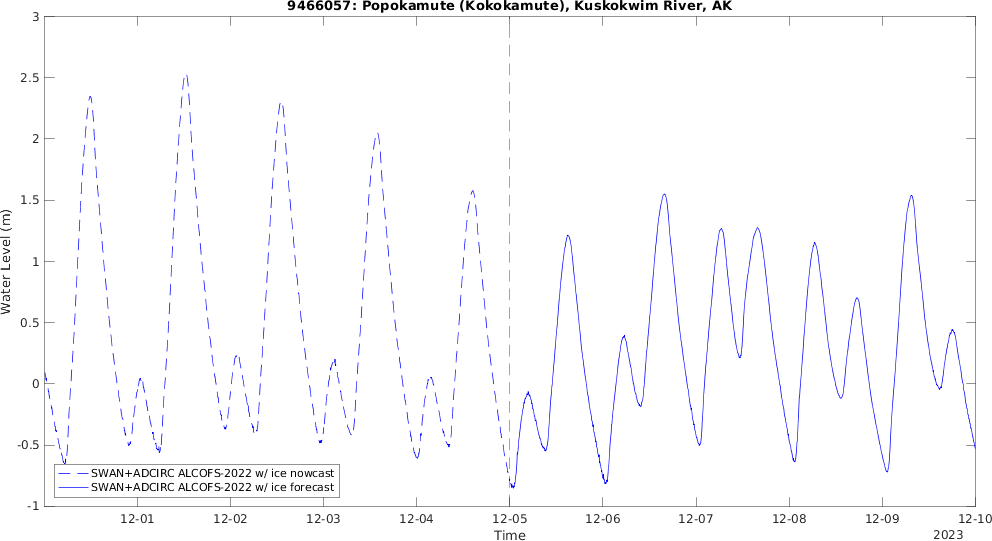 9466057: Popokamute (Kokokamute), Kuskokwim River, AK
3
2.5
2
1.5
1
0.5
0
-0.5
-1
Water Level (m)
SWAN+ADCIRC ALCOFS-2022 w/ ice nowcast
SWAN+ADCIRC ALCOFS-2022 w/ ice forecast
12-01 12-02 12-03 12-04 12-05 12-06 12-07 12-08 12-09 12-10
Time
2023